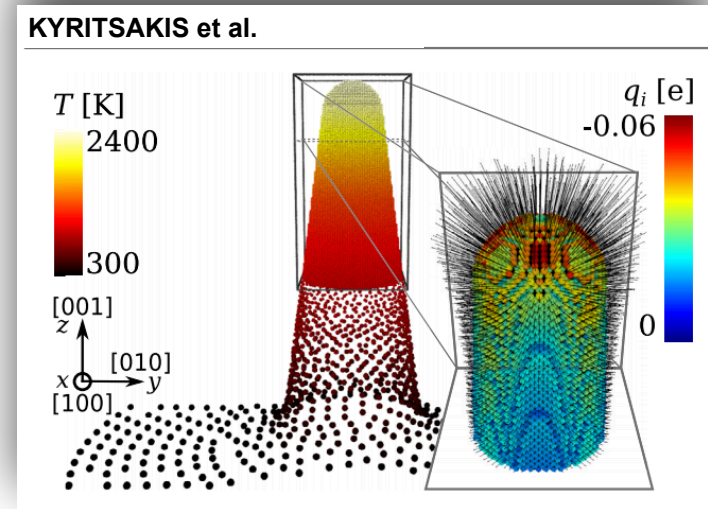 KYRITSAKIS et al.
T [K]
2400
300
q_i [e]
-0.06
0
[001]
z
[010]
x
y
[100]